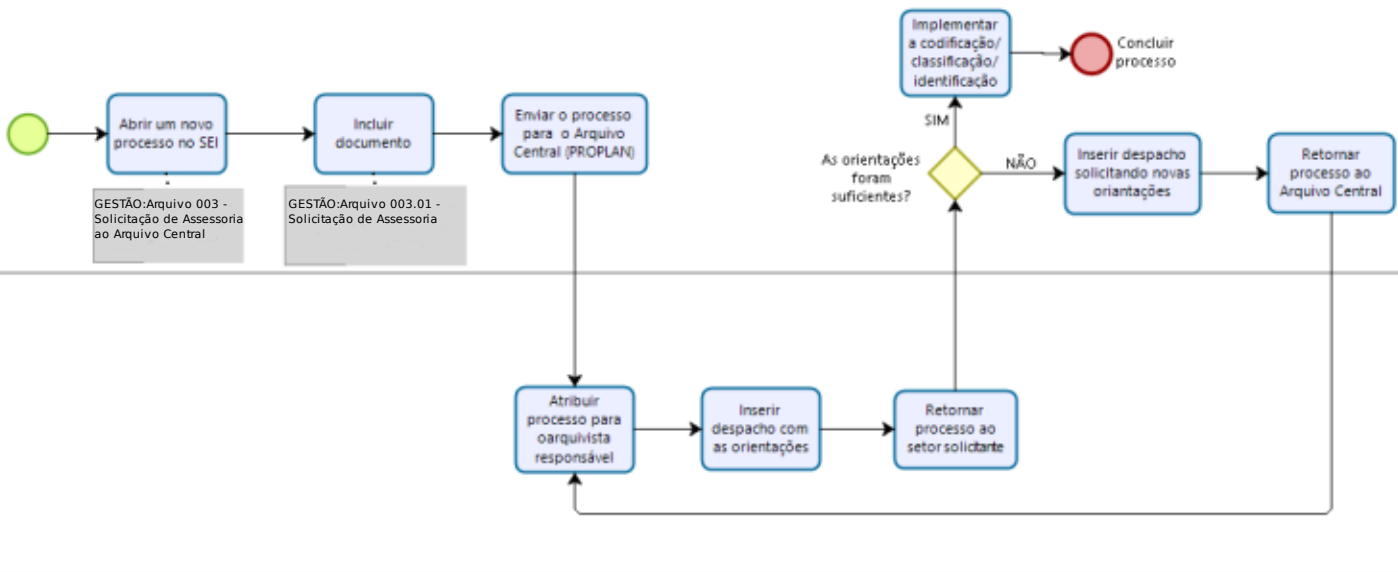 Abrir um novo
processo no SEI
GESTÃO:Arquivo 003 -
Solicitação de Assessoria
ao Arquivo Central
Incluir
documento
GESTÃO:Arquivo 003.01 -
Solicitação de Assessoria
Enviar o processo
para o Arquivo
Central (PROPLAN)
Atribuir
processo para
oarquivista
responsável
Inserir
despacho com
as orientações
Retornar
processo ao
setor solicitante
As orientações
foram
suficientes?
SIM
Implementar
a codificação/
classificação/
identificação
Concluir
processo
NÃO
Inserir despacho
solicitando novas
oriantações
Retornar
processo ao
Arquivo Central